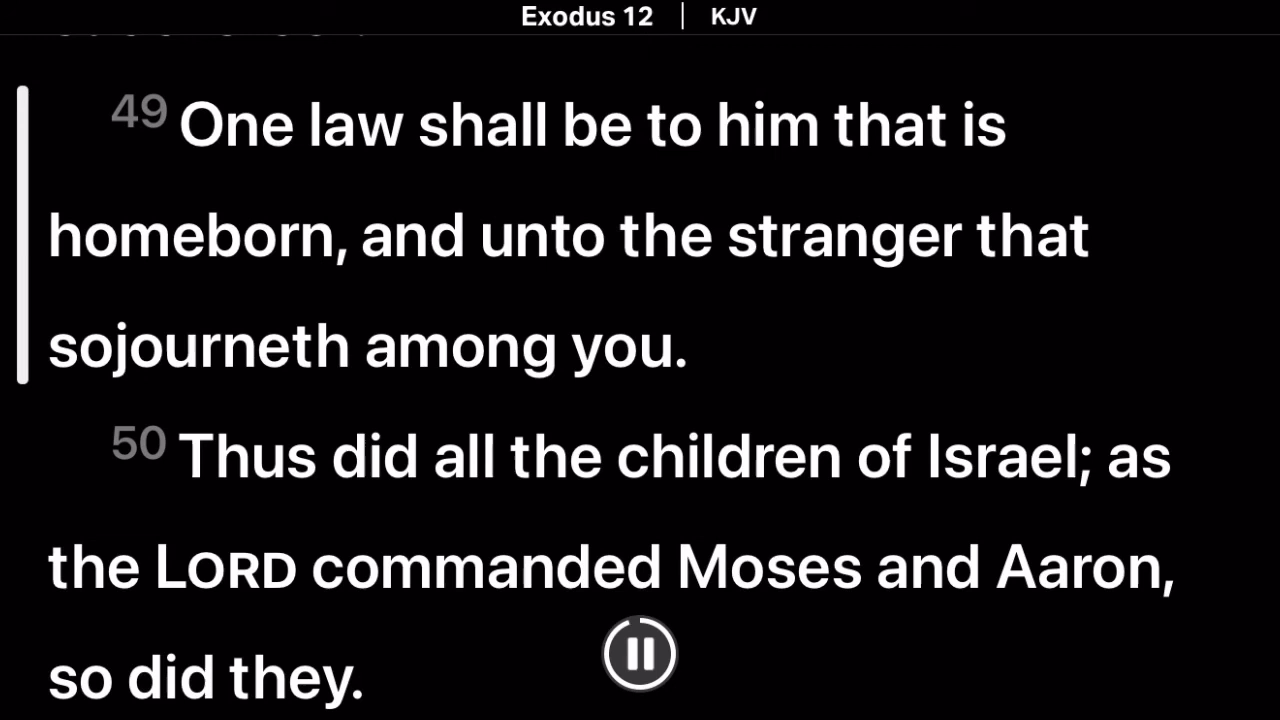 Exodus 12 | KJV
49 One law shall be to him that is
homeborn, and unto the stranger that
sojourneth among you.
50 Thus did all the children of Israel; as
the LORD commanded Moses and Aaron,
so did they.